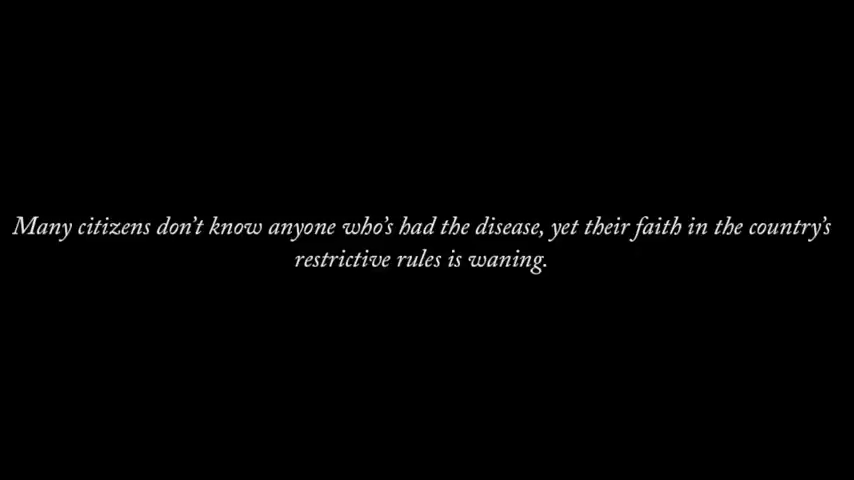 Many citizens don’t know anyone who’s had the disease, yet their faith in the country’s
restrictive rules is waning.